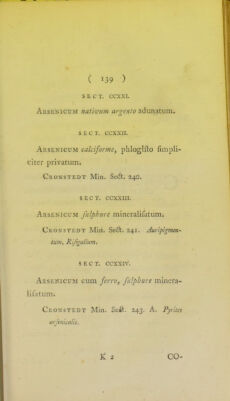 ( 139 )
SECT. CCXXI.
ARSENICUM nativum argento adunatum.
SECT. CCXXII.
ARSENICUM calciforme, phlogisto simpli-
citer privatum.
CRONSTEDT Min. Sect. 240.
SECT. CCXXIII.
ARSENICUM sulphure mineralisatum.
CRONSTEDT Min. Sect. 241. Auripigmen-
tum, Risigallum.
SECT. CCXXIV.
ARSENICUM cum ferro, sulphure minera-
lisatum.
CRONSTEDT Min. Sect. 243. A. Pyrites
arsenicalis.
K 2 CO-